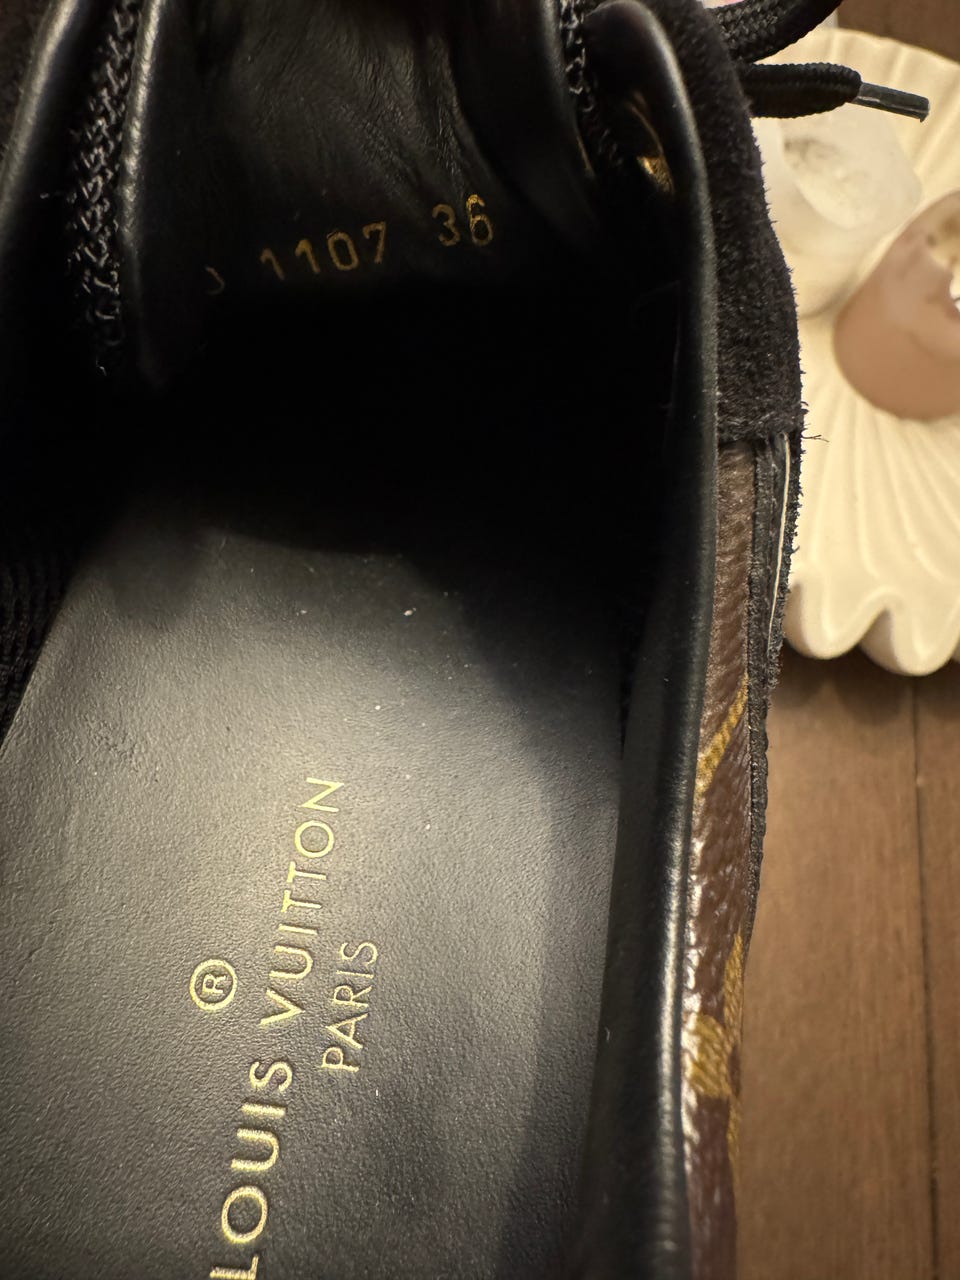 1107 36
®
LOUIS VUITTON
PARIS